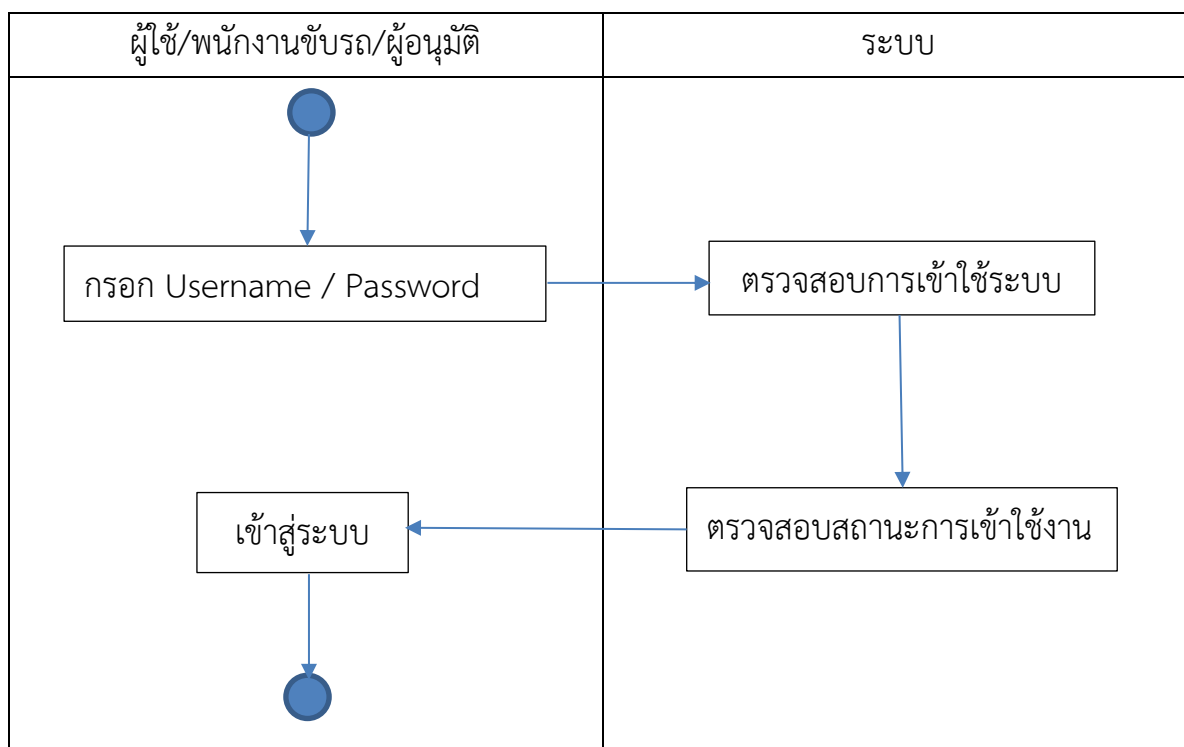 ผู้ใช้/พนักงานขับรถ/ผู้อนุมัติ
ระบบ
กรอก Username / Password
ตรวจสอบการเข้าใช้ระบบ
เข้าสู่ระบบ
ตรวจสอบสถานะการเข้าใช้งาน